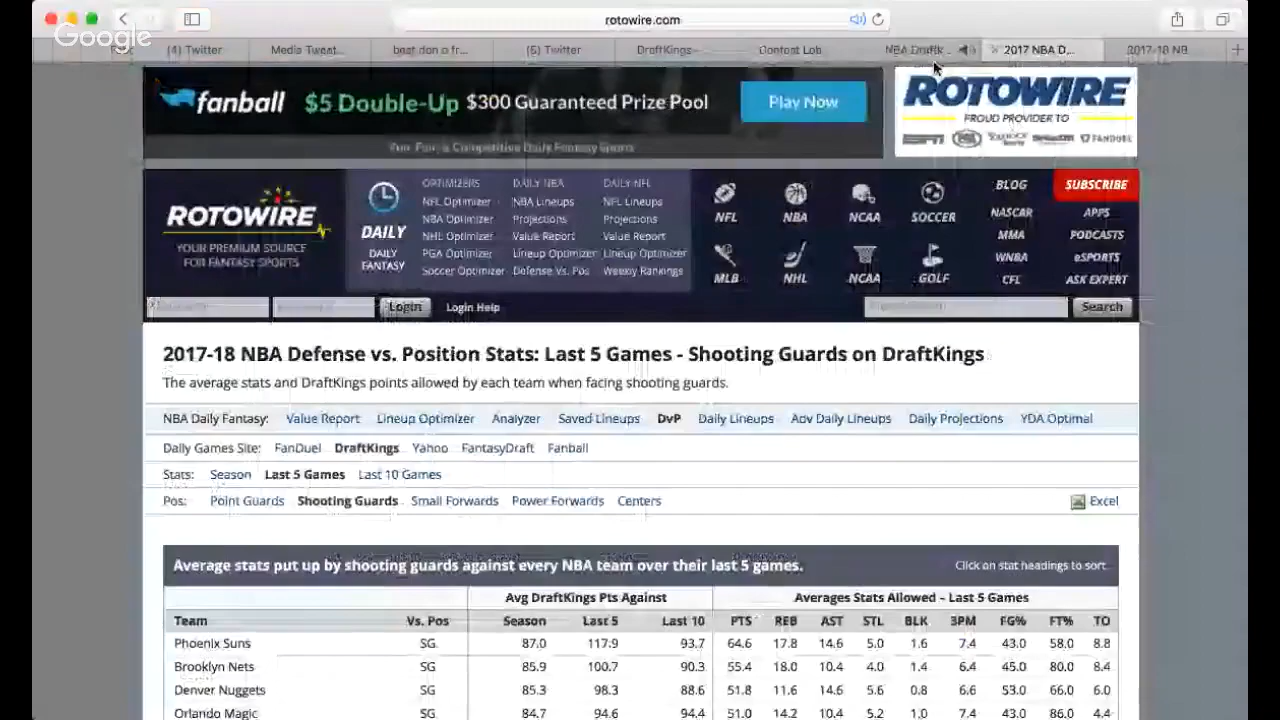 rotowire.com
Google
(4) Twitter Media Tweet... beat don o fr... (5) Twitter DraftKings Contest Lob NBA Draftk... 2017 NBA D... 2017-18 NB
fanball $5 Double-Up $300 Guaranteed Prize Pool Play Now
Fun, Fair, & Competitive Daily Fantasy Sports
ROTOWIRE
PROUD PROVIDER TO
ESPN YAHOO! FANDUEL
ROTOWIRE
YOUR PREMIUM SOURCE
FOR FANTASY SPORTS
DAILY
DAILY
FANTASY
OPTIMIZERS DAILY NBA DAILY NFL
NFL Optimizer NBA Lineups NFL Lineups
NBA Optimizer Projections Projections
NHL Optimizer Value Report Value Report
PGA Optimizer Lineup Optimizer Lineup Optimizer
Soccer Optimizer Defense Vs. Pos Weekly Rankings
NFL NBA NCAA SOCCER
MLB NHL NCAA GOLF
BLOG SUBSCRIBE
NASCAR APPS
MMA PODCASTS
WNBA eSPORTS
CFL ASK EXPERT
Login Login Help Search
2017-18 NBA Defense vs. Position Stats: Last 5 Games - Shooting Guards on DraftKings
The average stats and DraftKings points allowed by each team when facing shooting guards.
NBA Daily Fantasy: Value Report Lineup Optimizer Analyzer Saved Lineups DvP Daily Lineups Adv Daily Lineups Daily Projections YDA Optimal
Daily Games Site: FanDuel DraftKings Yahoo FantasyDraft Fanball
Stats: Season Last 5 Games Last 10 Games
Pos: Point Guards Shooting Guards Small Forwards Power Forwards Centers Excel
Average stats put up by shooting guards against every NBA team over their last 5 games. Click on stat headings to sort.
Avg DraftKings Pts Against Averages Stats Allowed - Last 5 Games
Team Vs. Pos Season Last 5 Last 10 PTS REB AST STL BLK 3PM FG% FT% TO
Phoenix Suns SG 87.0 117.9 93.7 64.6 17.8 14.6 5.0 1.6 7.4 43.0 58.0 8.8
Brooklyn Nets SG 85.9 100.7 90.3 55.4 18.0 10.4 4.0 1.4 6.4 45.0 80.0 8.4
Denver Nuggets SG 85.3 98.3 88.6 51.8 11.6 14.6 5.6 0.8 6.6 53.0 66.0 6.0
Orlando Magic SG 84.7 94.6 94.4 51.0 14.2 10.4 5.2 1.0 7.4 43.0 86.0 4.4